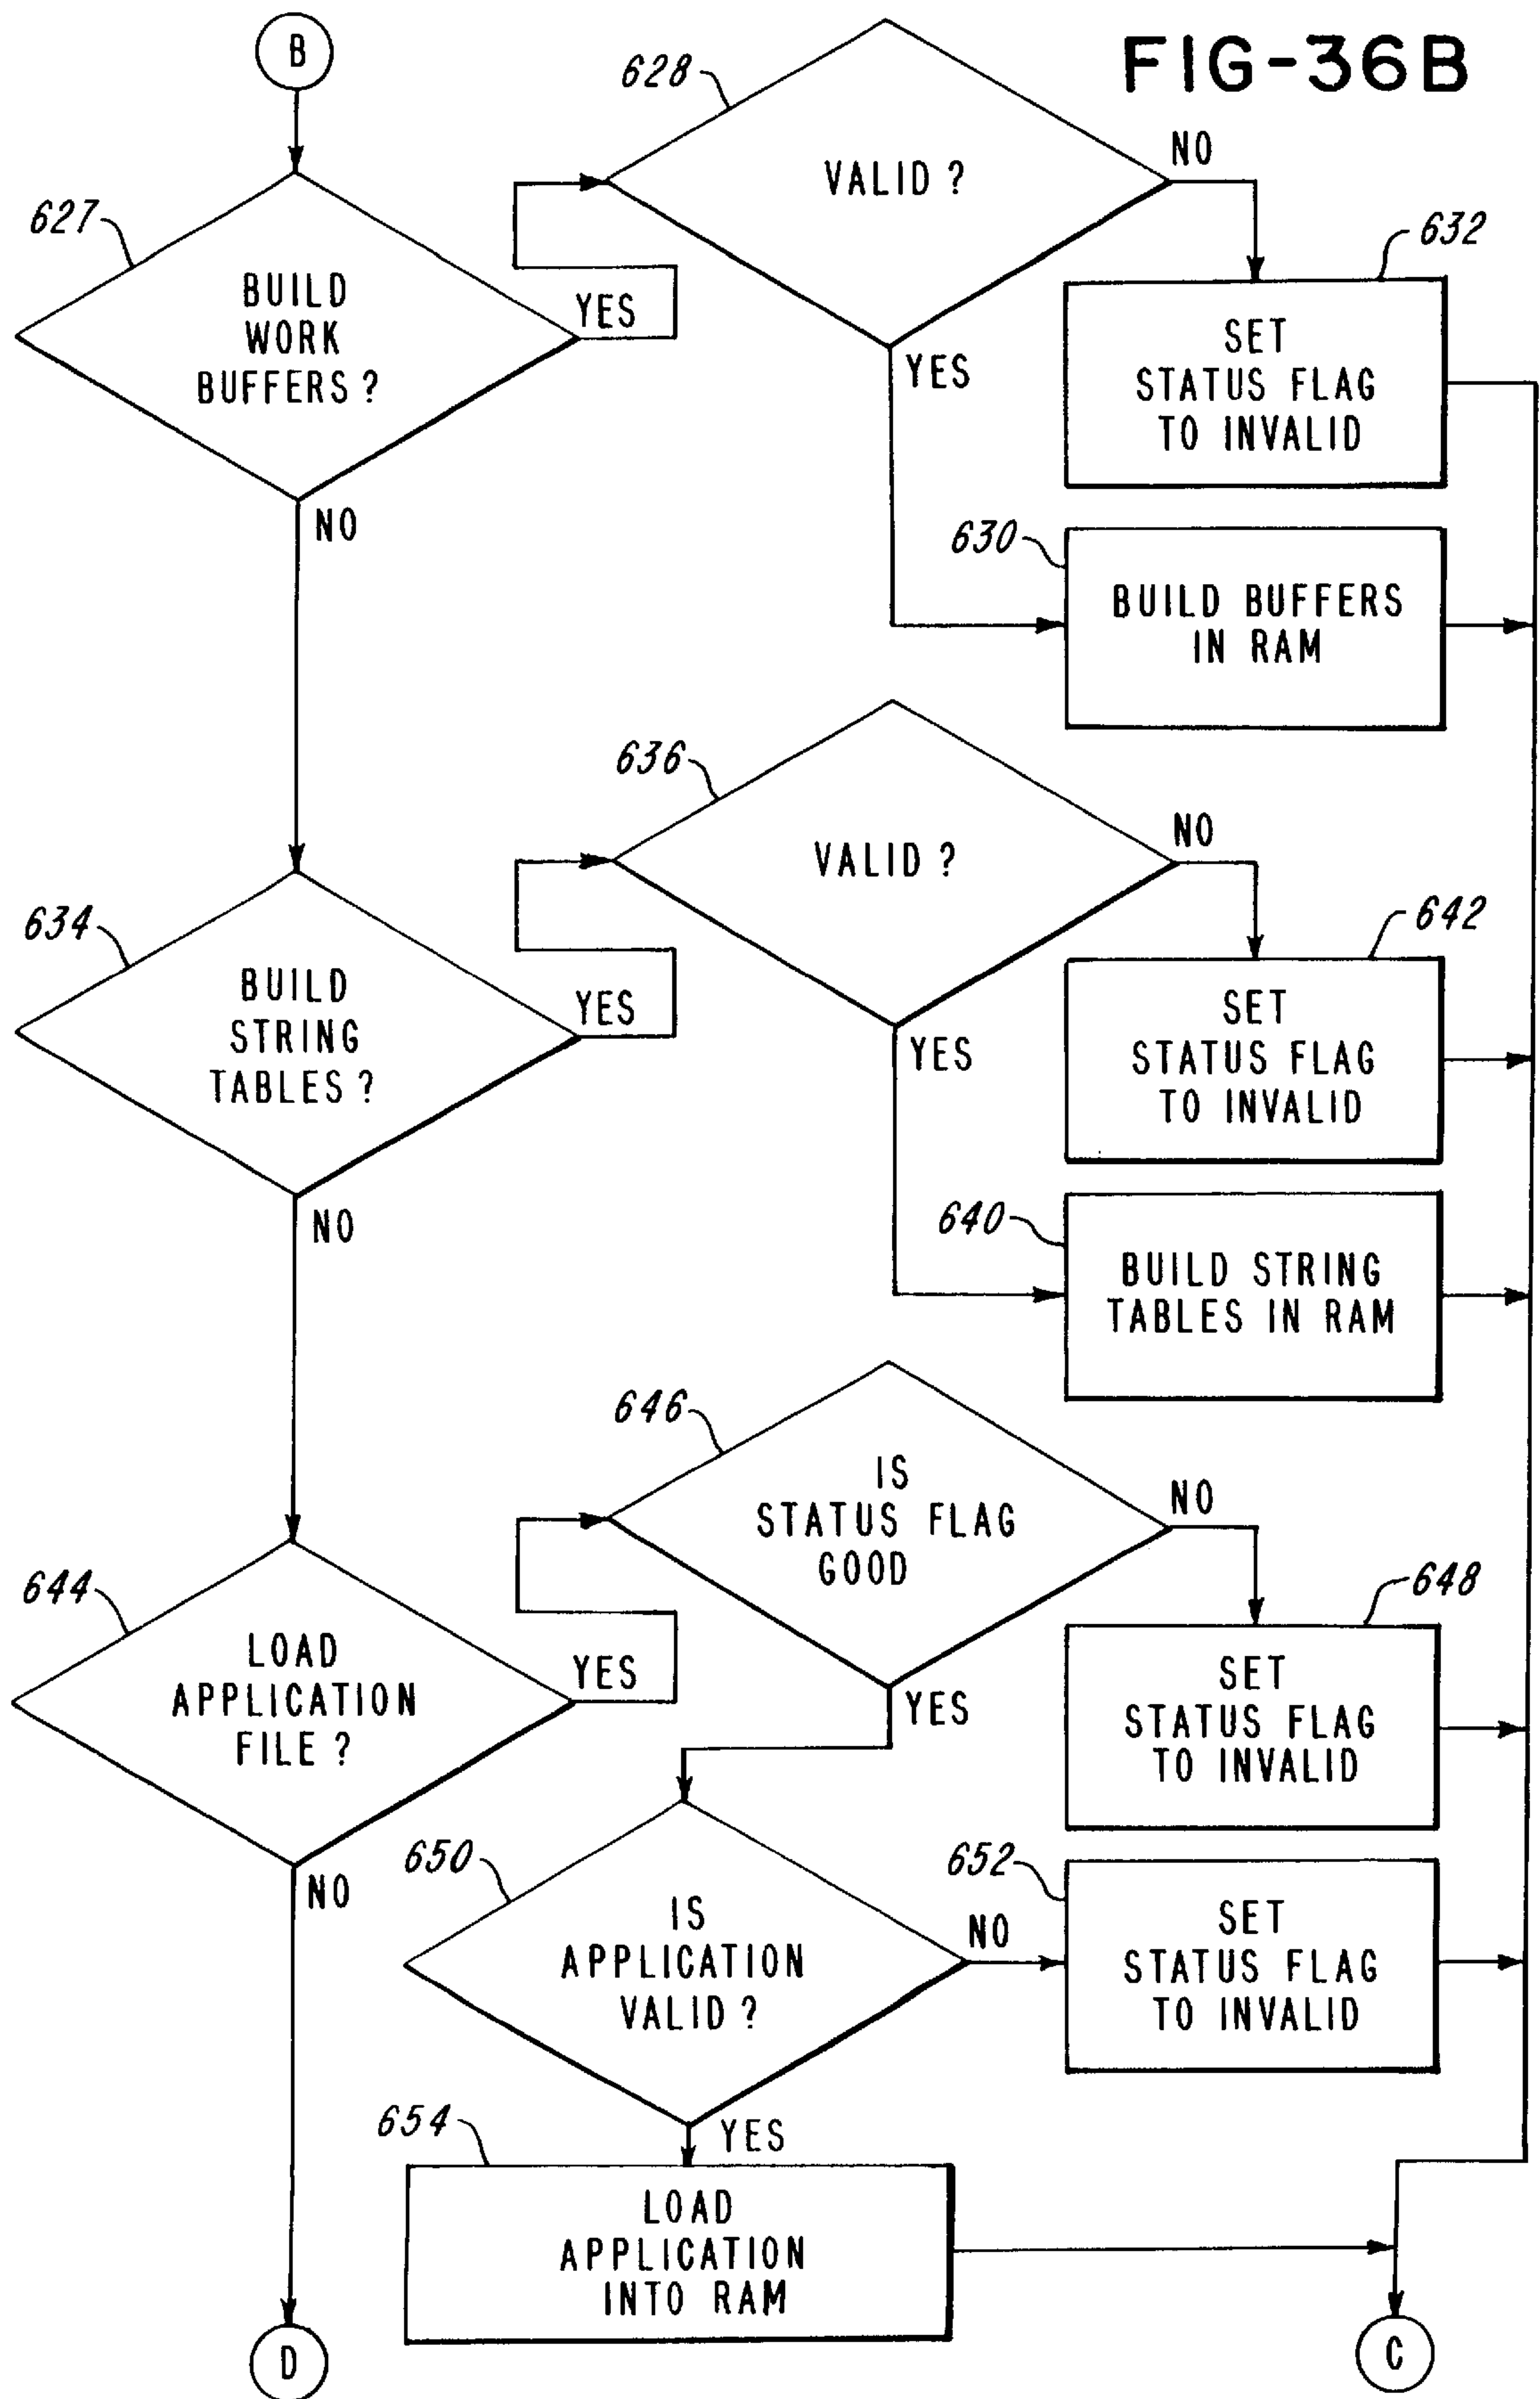 FIG-36B
B
628
VALID ?
NO
627
BUILD
WORK
BUFFERS ?
YES
632
SET
STATUS FLAG
TO INVALID
YES
NO
630
BUILD BUFFERS
IN RAM
636
VALID ?
NO
634
BUILD
STRING
TABLES ?
YES
642
SET
STATUS FLAG
TO INVALID
YES
NO
640
BUILD STRING
TABLES IN RAM
646
IS
STATUS FLAG
GOOD
NO
644
LOAD
APPLICATION
FILE ?
YES
648
SET
STATUS FLAG
TO INVALID
YES
NO
650
IS
APPLICATION
VALID ?
NO
652
SET
STATUS FLAG
TO INVALID
YES
654
LOAD
APPLICATION
INTO RAM
D
C